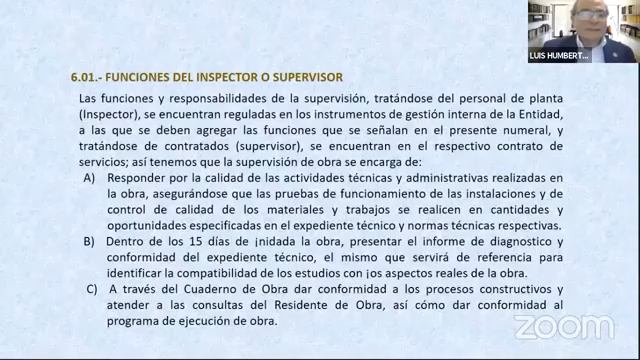 LUIS HUMBERT...
6.01.- FUNCIONES DEL INSPECTOR O SUPERVISOR
Las funciones y responsabilidades de la supervisión, tratándose del personal de planta
(Inspector), se encuentran reguladas en los instrumentos de gestión interna de la Entidad,
a las que se deben agregar las funciones que se señalan en el presente numeral, y
tratándose de contratados (supervisor), se encuentran en el respectivo contrato de
servicios; así tenemos que la supervisión de obra se encarga de:
A) Responder por la calidad de las actividades técnicas y administrativas realizadas en
la obra, asegurándose que las pruebas de funcionamiento de las instalaciones y de
control de calidad de los materiales y trabajos se realicen en cantidades y
oportunidades especificadas en el expediente técnico y normas técnicas respectivas.
B) Dentro de los 15 días de ¡nidada la obra, presentar el informe de diagnostico y
conformidad del expediente técnico, el mismo que servirá de referencia para
identificar la compatibilidad de los estudios con ¡os aspectos reales de la obra.
C) A través del Cuaderno de Obra dar conformidad a los procesos constructivos y
atender a las consultas del Residente de Obra, así cómo dar conformidad al
programa de ejecución de obra.
zoom